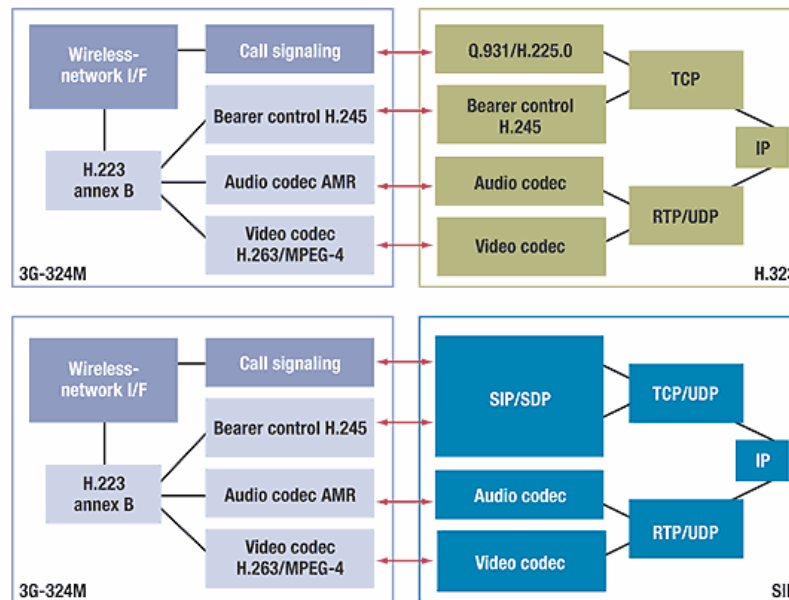 Wireless-
network I/F
Call signaling
Q.931/H.225.0
TCP
Bearer control H.245
Bearer control
H.245
IP
H.223
annex B
Audio codec AMR
Audio codec
RTP/UDP
Video codec
H.263/MPEG-4
Video codec
3G-324M
H.323
Wireless-
network I/F
Call signaling
SIP/SDP
TCP/UDP
Bearer control H.245
IP
H.223
annex B
Audio codec AMR
Audio codec
RTP/UDP
Video codec
H.263/MPEG-4
Video codec
3G-324M
SIP